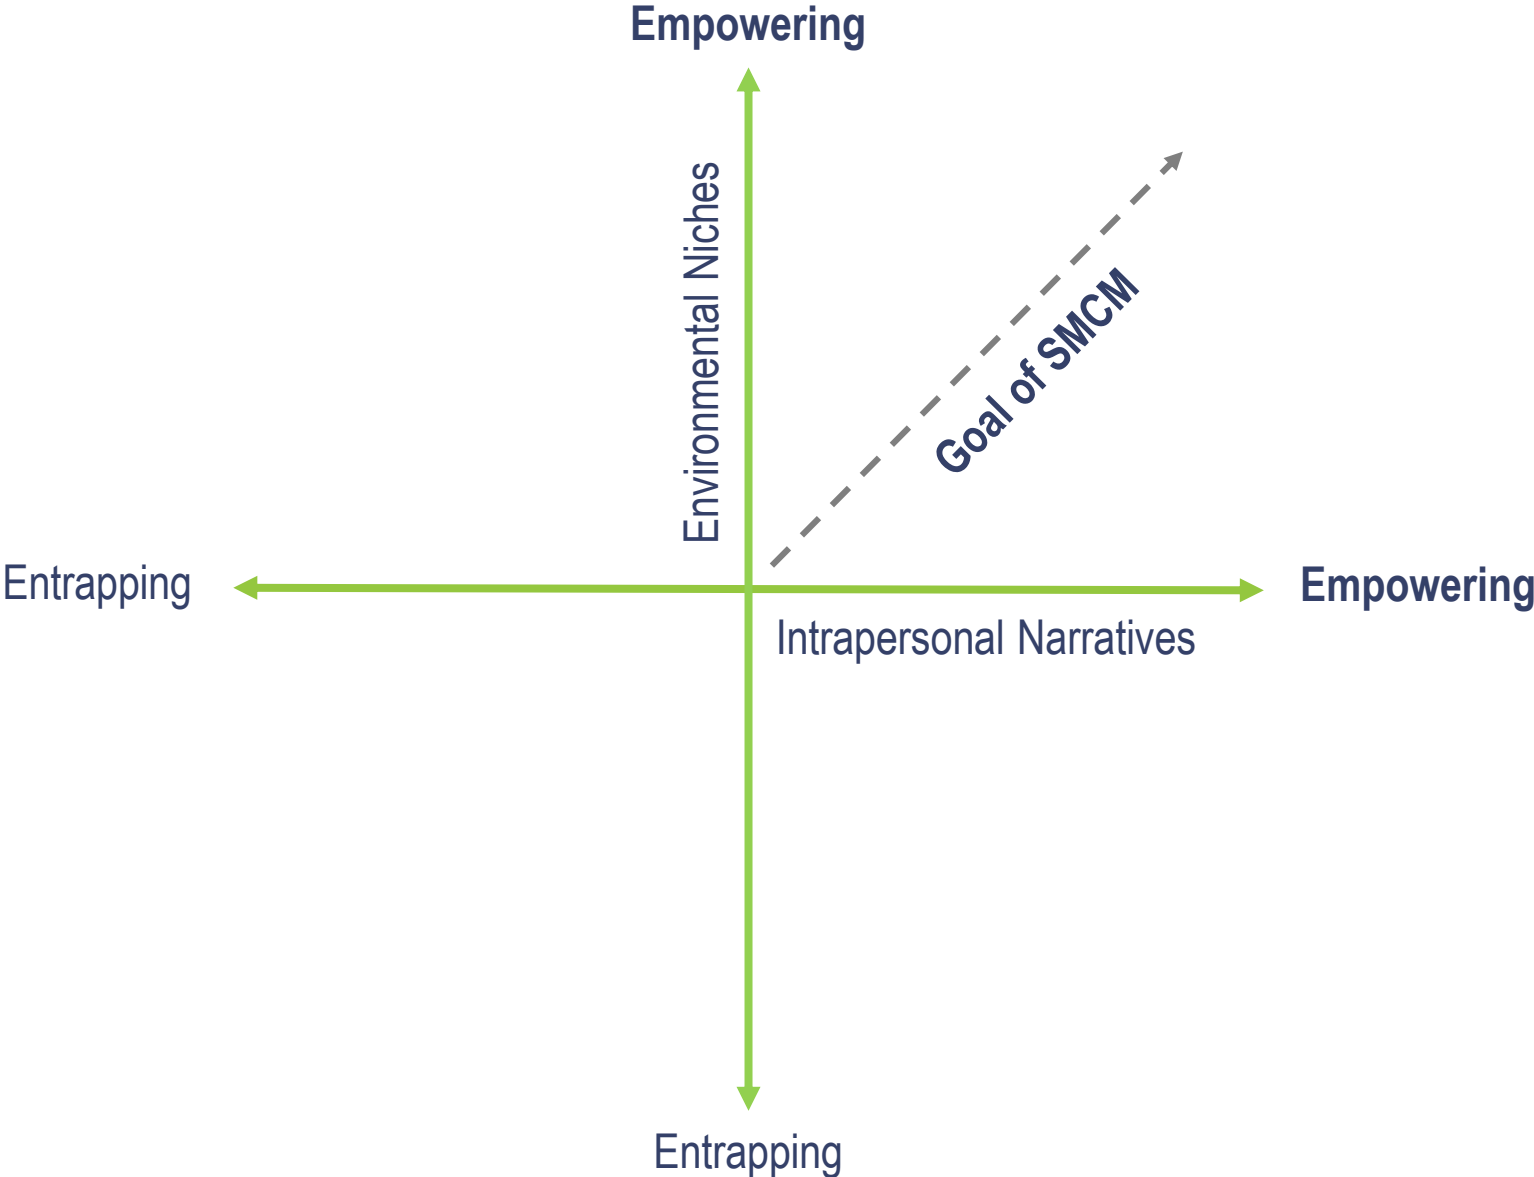 Empowering
Environmental Niches
Goal of SMCM
Entrapping
Empowering
Intrapersonal Narratives
Entrapping